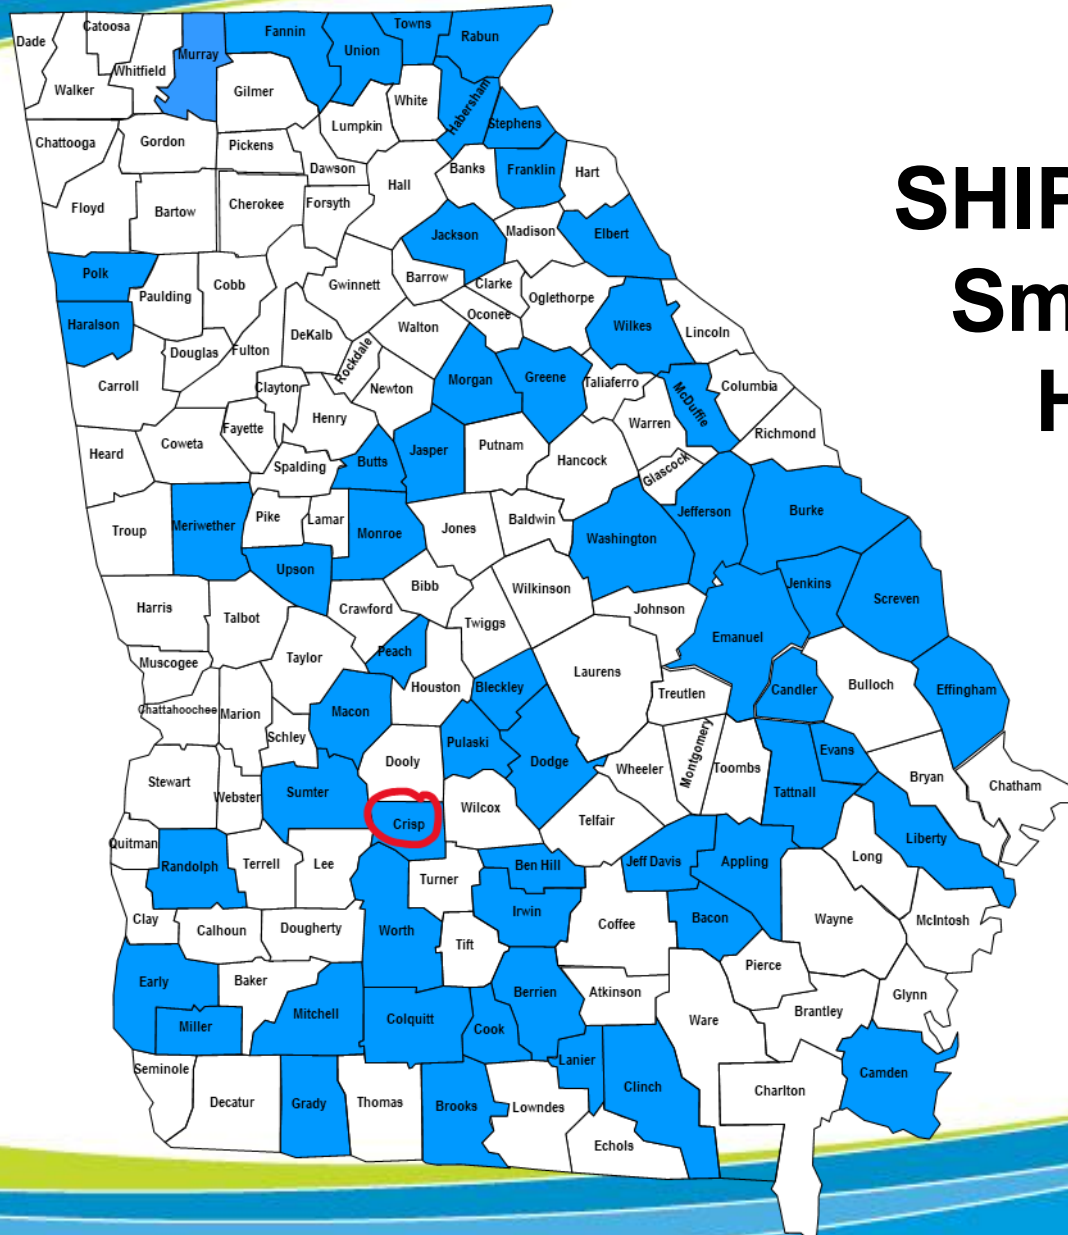 SHIP
Sm
H
Dade
Catoosa
Whitfield
Murray
Walker
Fannin
Union
Towns
Rabun
Gilmer
White
Habersham
Stephens
Lumpkin
Chattooga
Gordon
Pickens
Dawson
Hall
Banks
Franklin
Hart
Floyd
Bartow
Cherokee
Forsyth
Jackson
Madison
Elbert
Polk
Paulding
Cobb
Gwinnett
Barrow
Clarke
Oglethorpe
Oconee
Haralson
Douglas
Fulton
DeKalb
Rockdale
Walton
Wilkes
Lincoln
Carroll
Clayton
Newton
Morgan
Greene
Taliaferro
McDuffie
Columbia
Fayette
Henry
Warren
Richmond
Heard
Coweta
Spalding
Butts
Jasper
Putnam
Hancock
Glascock
Troup
Meriwether
Pike
Lamar
Monroe
Jones
Baldwin
Washington
Jefferson
Burke
Upson
Bibb
Wilkinson
Jenkins
Screven
Harris
Talbot
Crawford
Twiggs
Johnson
Emanuel
Muscogee
Taylor
Peach
Houston
Bleckley
Laurens
Treutlen
Candler
Bulloch
Effingham
Chattahoochee
Marion
Schley
Macon
Dooly
Pulaski
Dodge
Wheeler
Montgomery
Toombs
Evans
Tattnall
Bryan
Chatham
Stewart
Webster
Sumter
Crisp
Wilcox
Telfair
Quitman
Randolph
Terrell
Lee
Turner
Ben Hill
Jeff Davis
Appling
Long
Liberty
Clay
Calhoun
Dougherty
Worth
Tift
Irwin
Coffee
Bacon
Wayne
McIntosh
Early
Baker
Mitchell
Colquitt
Berrien
Atkinson
Pierce
Brantley
Glynn
Miller
Cook
Ware
Seminole
Decatur
Grady
Thomas
Brooks
Lanier
Lowndes
Clinch
Echols
Charlton
Camden